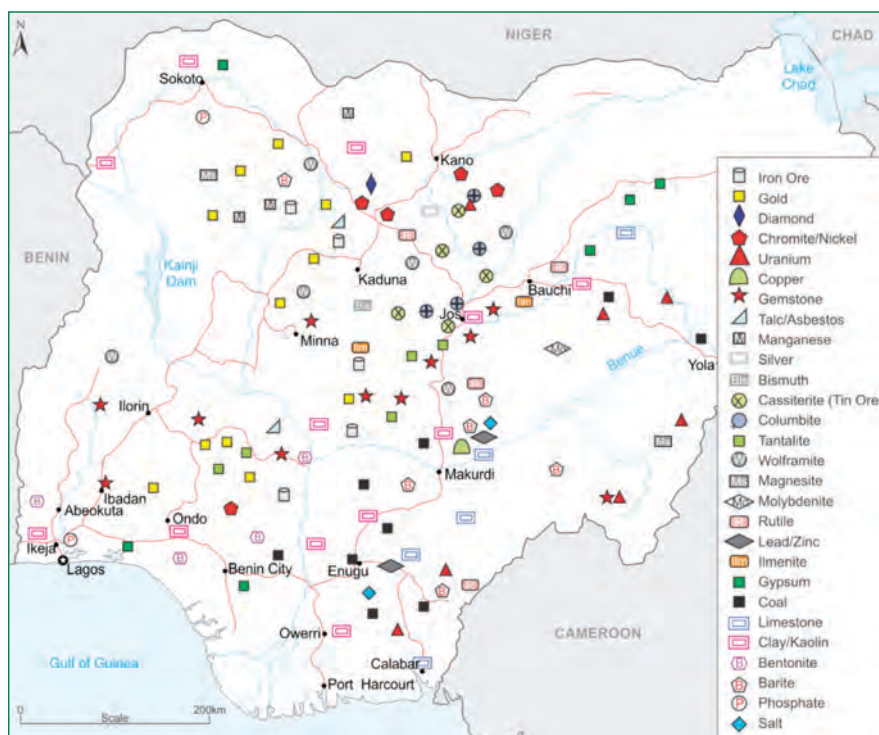 N
NIGER
CHAD
Lake
Chad
Sokoto
Kano
BENIN
Kainji
Dam
Kaduna
Bauchi
Jos
Minna
Benue
Yola
Ilorin
Makurdi
Ibadan
Abeokuta
Ondo
Ikeja
Lagos
Benin City
Enugu
Owerri
CAMEROON
Gulf of Guinea
Calabar
Port Harcourt
0
200km
Scale
Iron Ore
Gold
Diamond
Chromite/Nickel
Uranium
Copper
Gemstone
Talc/Asbestos
M Manganese
Silver
Bismuth
Cassiterite (Tin Ore
Columbite
Tantalite
W Wolframite
Magnesite
Molybdenite
R Rutile
Lead/Zinc
Ilm Ilmenite
Gypsum
Coal
Limestone
Clay/Kaolin
B Bentonite
B Barite
P Phosphate
Salt